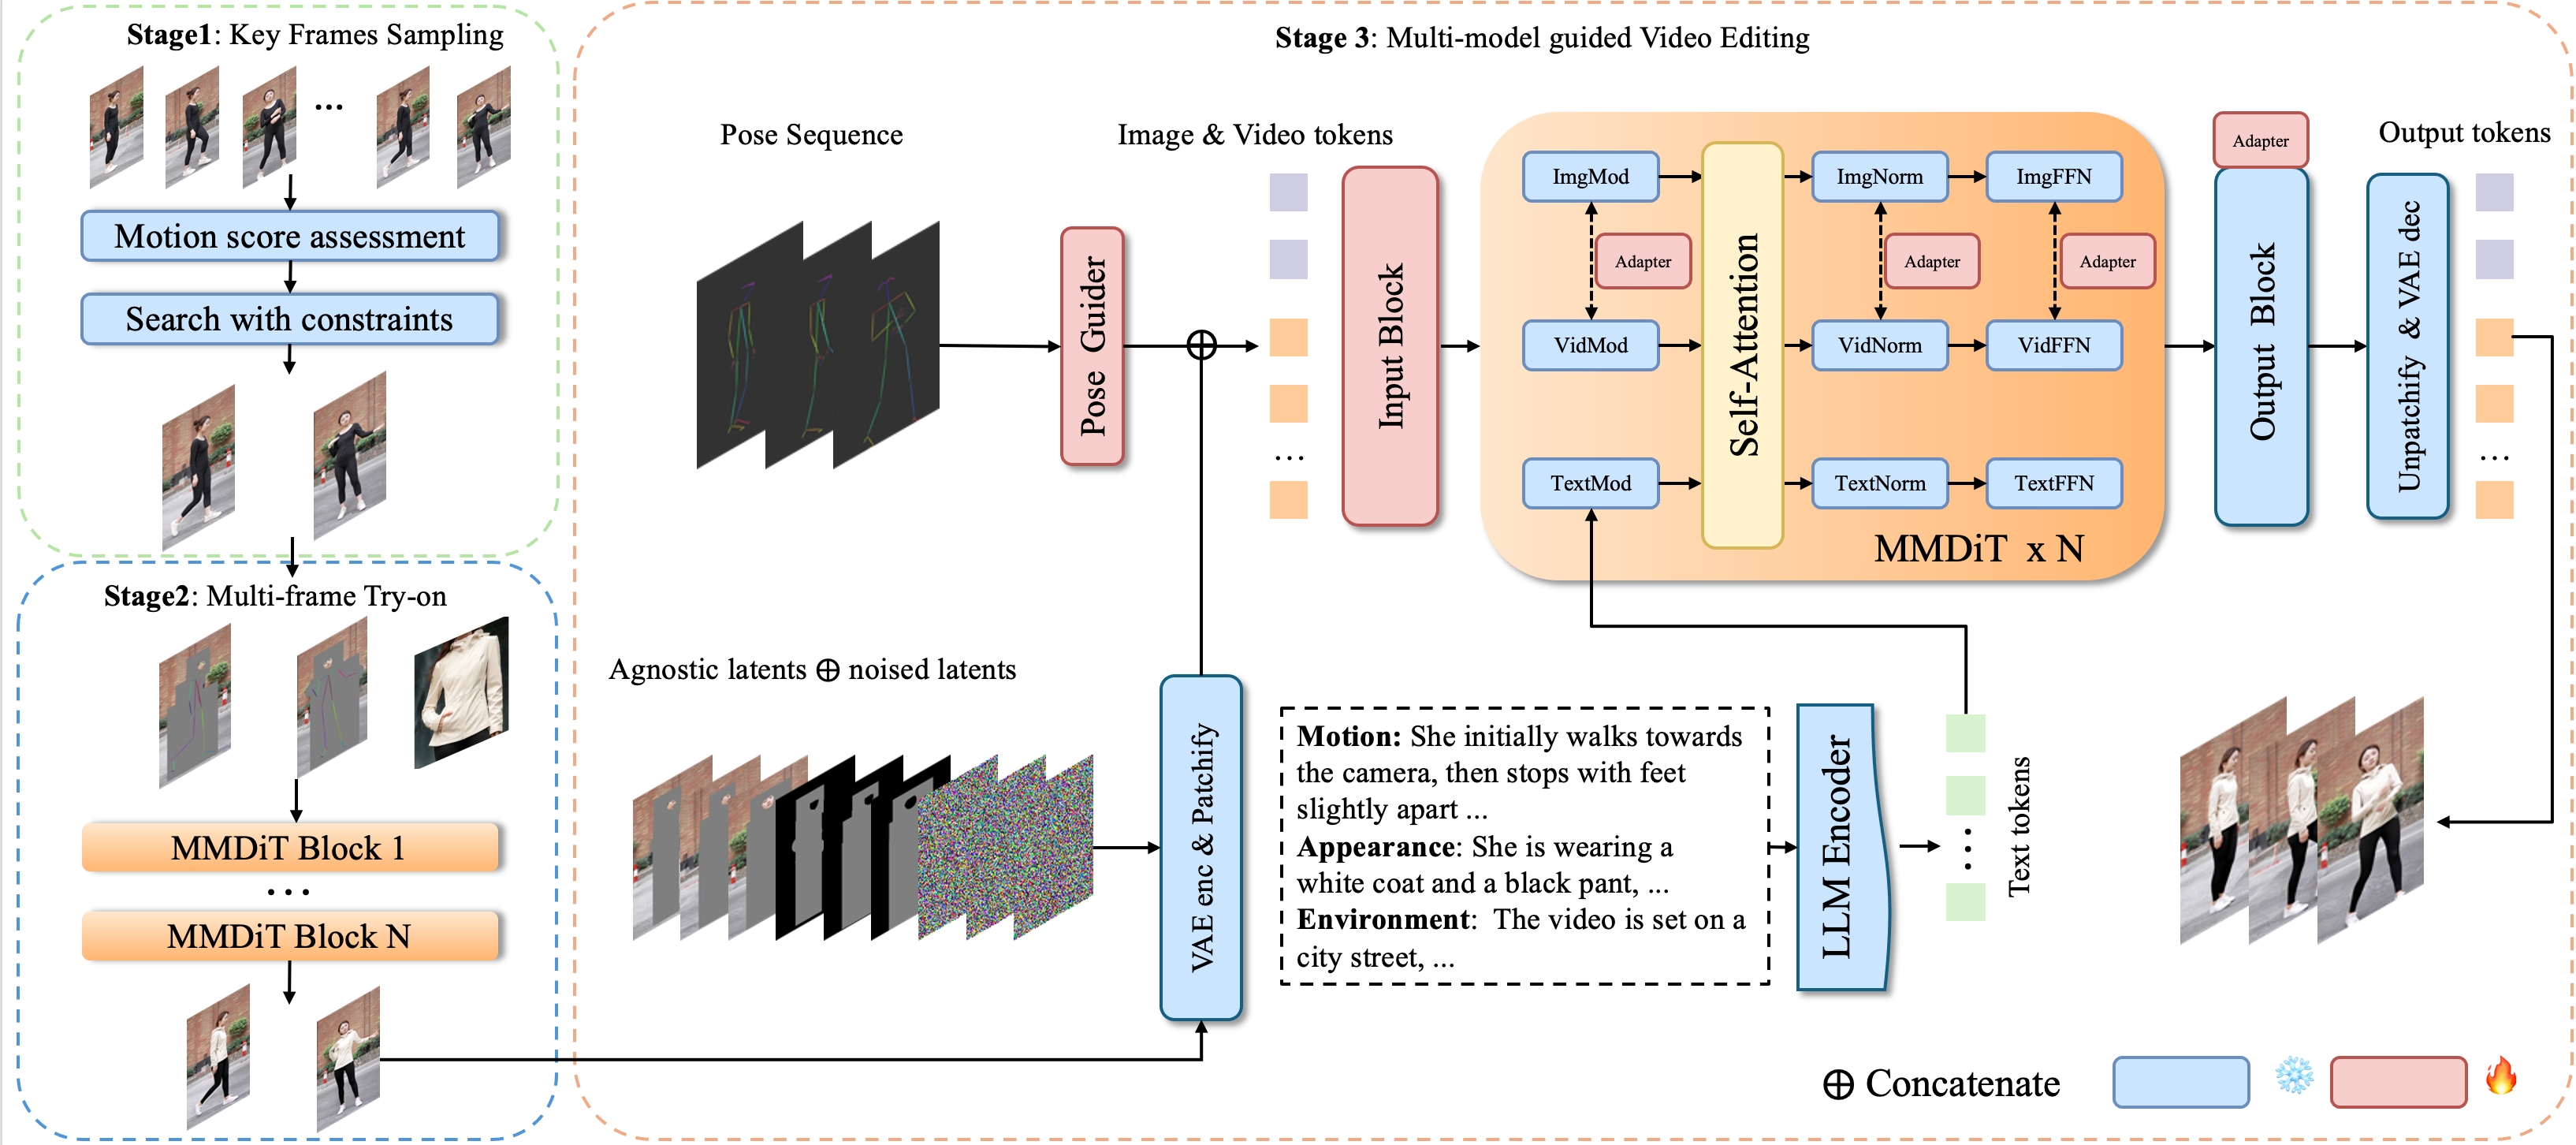 Stage1: Key Frames Sampling
...
Motion score assessment
Search with constraints
Stage2: Multi-frame Try-on
MMDiT Block 1
...
MMDiT Block N
Stage 3: Multi-model guided Video Editing
Pose Sequence
Pose Guider
Image & Video tokens
...
Input Block
ImgMod
ImgNorm
ImgFFN
Adapter
Adapter
Adapter
Self-Attention
VidMod
VidNorm
VidFFN
TextMod
TextNorm
TextFFN
MMDiT x N
Adapter
Output Block
Unpatchify & VAE dec
Output tokens
...
Agnostic latents ⊕ noised latents
VAE enc & Patchify
Motion: She initially walks towards
the camera, then stops with feet
slightly apart ...
Appearance: She is wearing a
white coat and a black pant, ...
Environment: The video is set on a
city street, ...
LLM Encoder
Text tokens
⊕ Concatenate